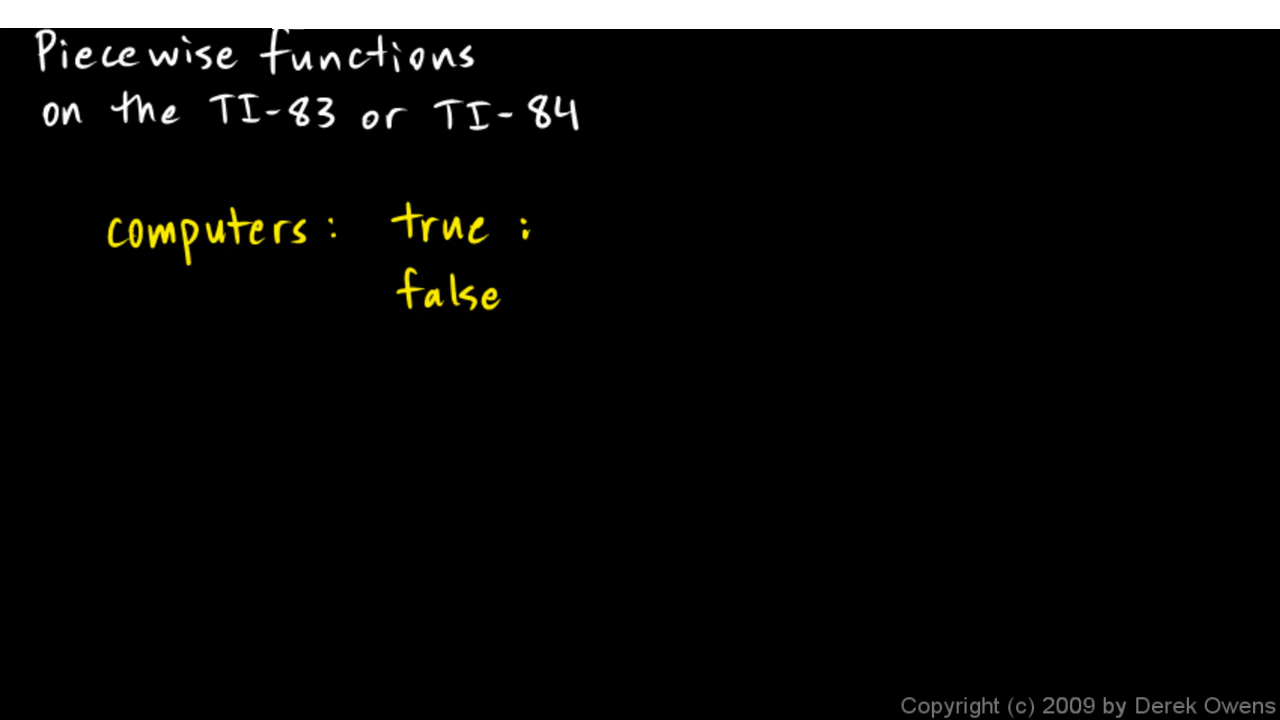 Piecewise functions
on the TI-83 or TI-84
computers: true:
false
Copyright (c) 2009 by Derek Owens